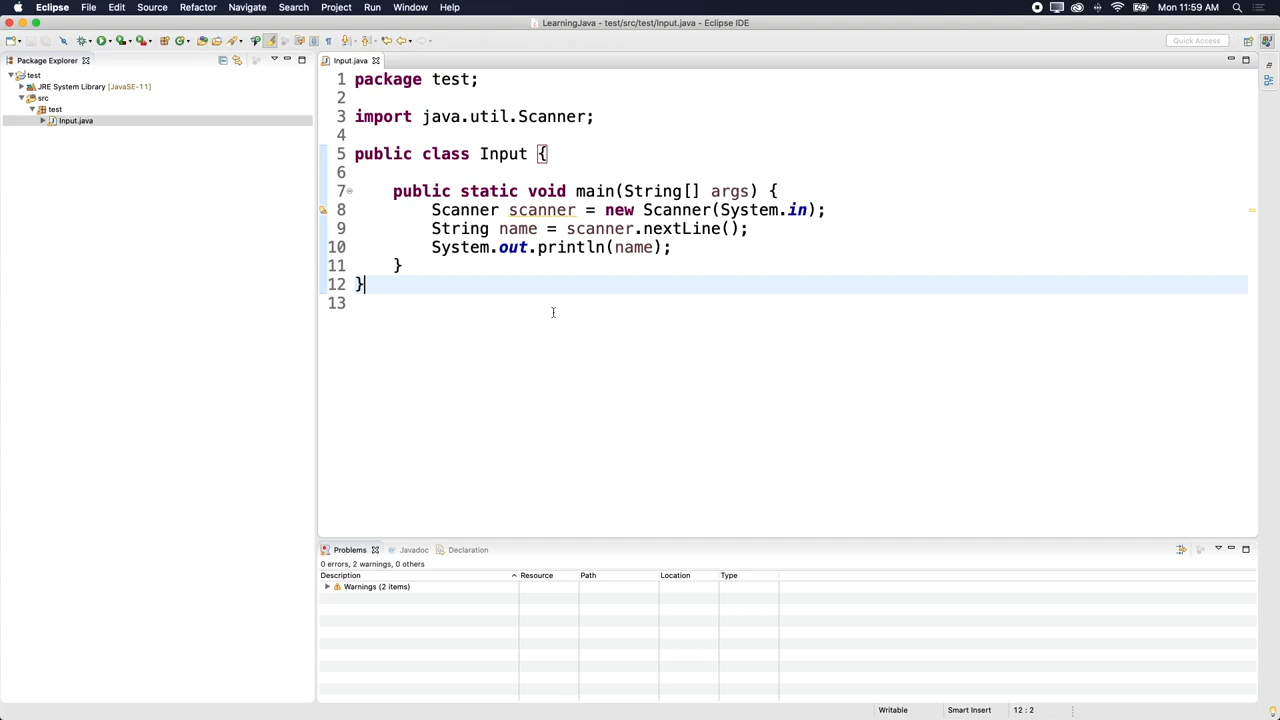 Eclipse File Edit Source Refactor Navigate Search Project Run Window Help Mon 11:59 AM
LearningJava - test/src/test/Input.java - Eclipse IDE
Quick Access
Package Explorer
test
JRE System Library [JavaSE-11]
src
test
Input.java
Input.java
1 package test;
2
3 import java.util.Scanner;
4
5 public class Input {
6
7 public static void main(String[] args) {
8 Scanner scanner = new Scanner(System.in);
9 String name = scanner.nextLine();
10 System.out.println(name);
11 }
12 }
13
Problems Javadoc Declaration
0 errors, 2 warnings, 0 others
Description Resource Path Location Type
Warnings (2 items)
Writable Smart Insert 12 : 2